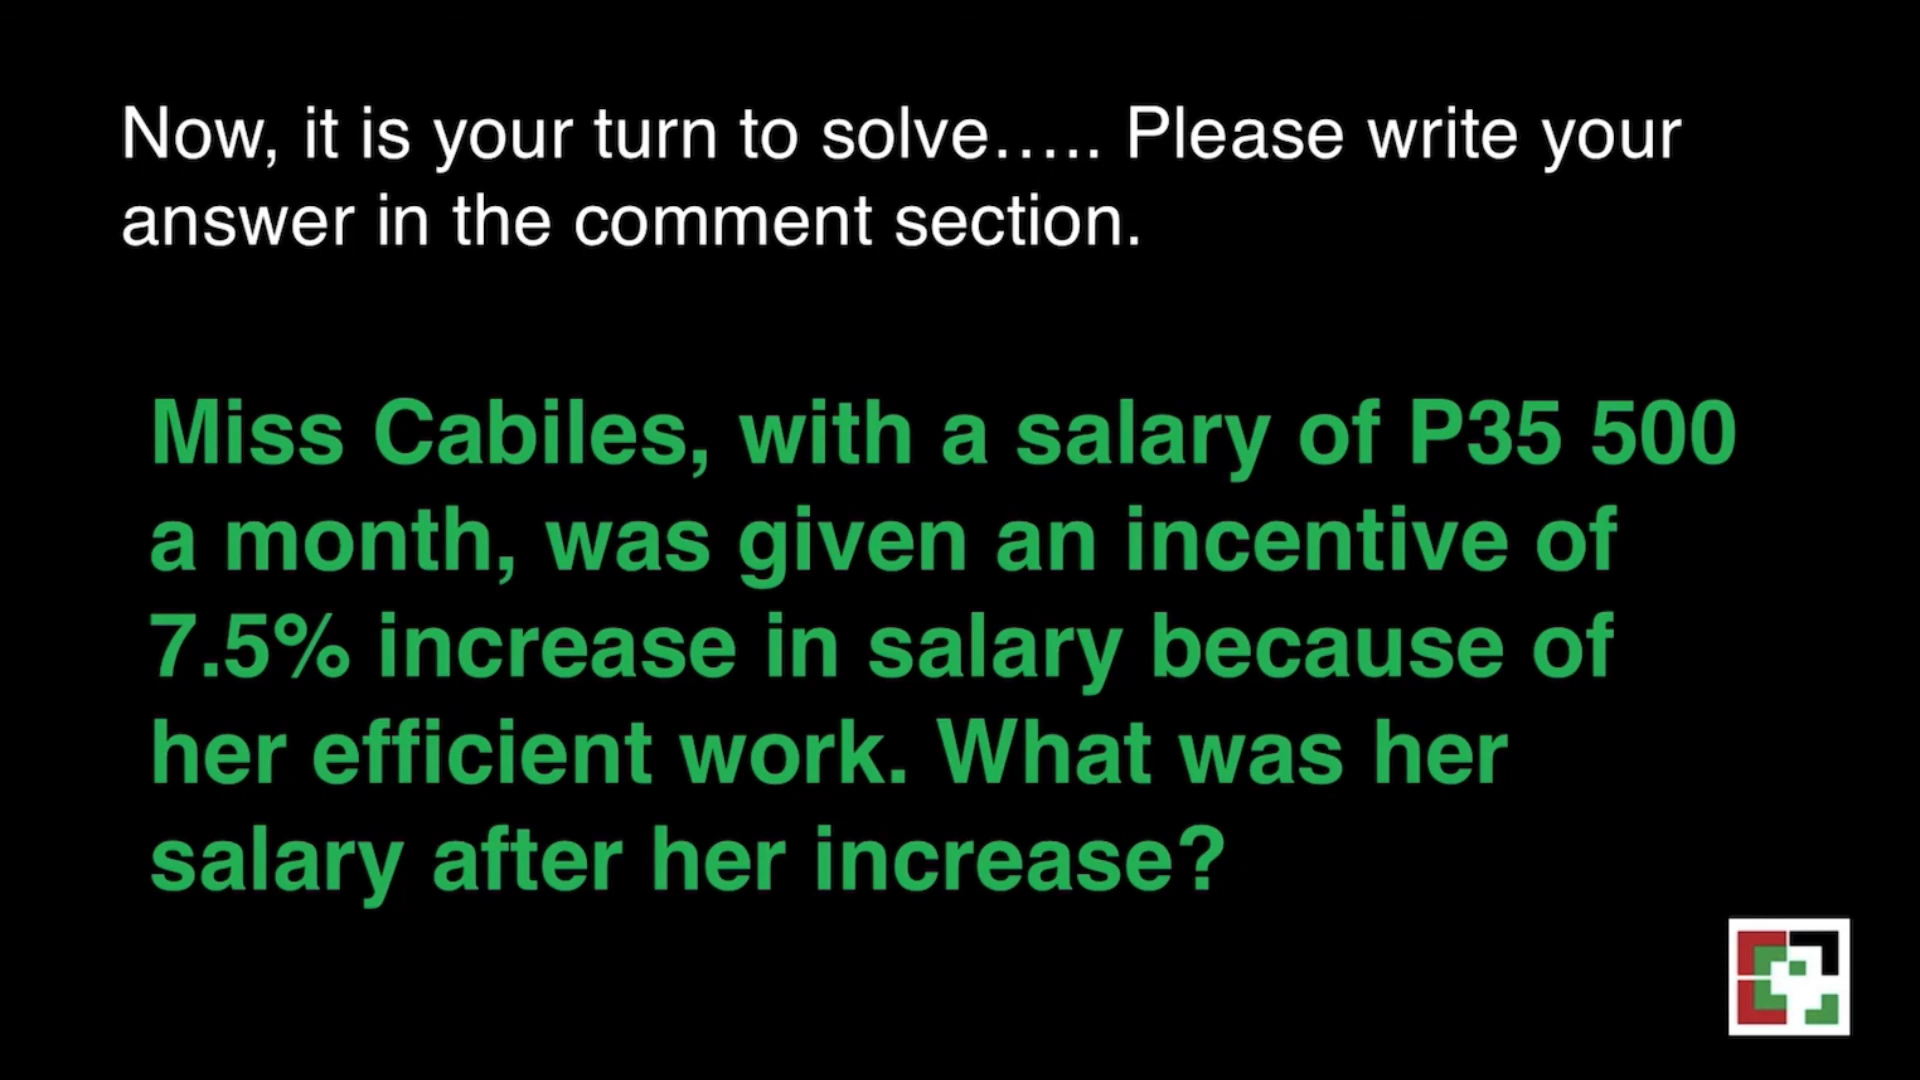 Now, it is your turn to solve..... Please write your
answer in the comment section.
Miss Cabiles, with a salary of P35 500
a month, was given an incentive of
7.5% increase in salary because of
her efficient work. What was her
salary after her increase?